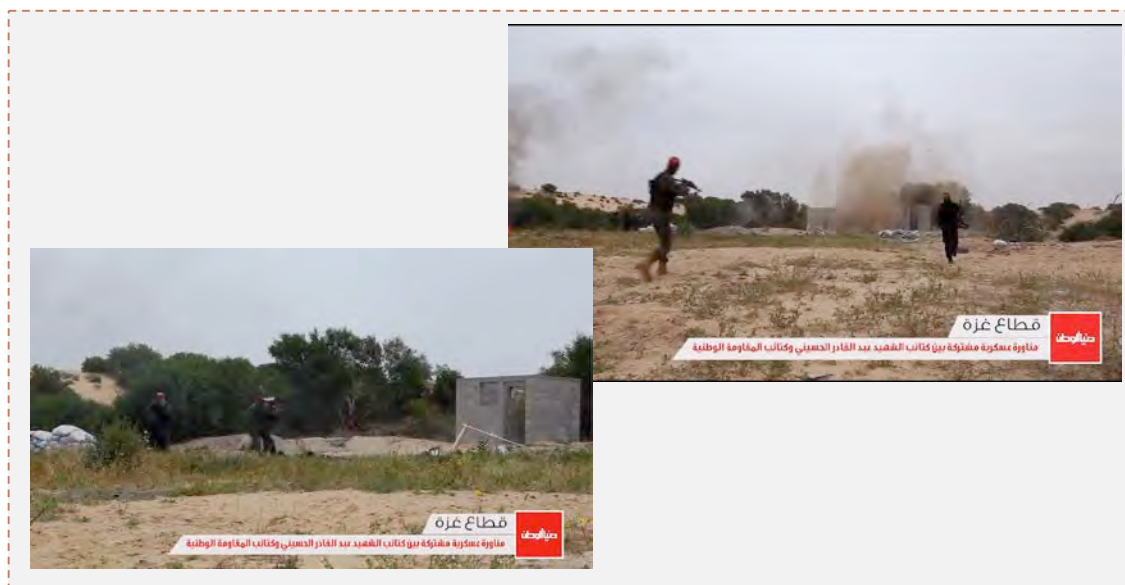 قطاع غزة
مناورة عسكرية مشتركة بين كتائب الشهيد عبد القادر الحسيني وكتائب المقاومة الوطنية
دنيا الوطن
قطاع غزة
مناورة عسكرية مشتركة بين كتائب الشهيد عبد القادر الحسيني وكتائب المقاومة الوطنية
دنيا الوطن